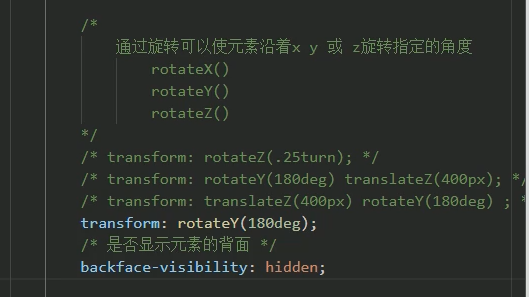 /*
通过旋转可以使元素沿着x y 或 z旋转指定的角度
rotateX()
rotateY()
rotateZ()
*/
/* transform: rotateZ(.25turn); */
/* transform: rotateY(180deg) translateZ(400px); */
/* transform: translateZ(400px) rotateY(180deg) ; *
transform: rotateY(180deg);
/* 是否显示元素的背面 */
backface-visibility: hidden;